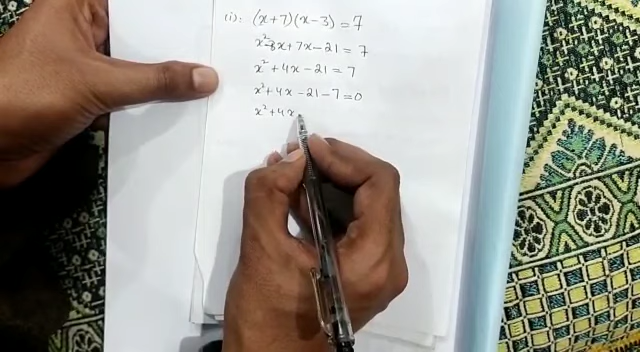 (i): (x+7)(x-3) = 7
x²-3x+7x-21 = 7
x² + 4x - 21 = 7
x² + 4x - 21 - 7 = 0
x² + 4x